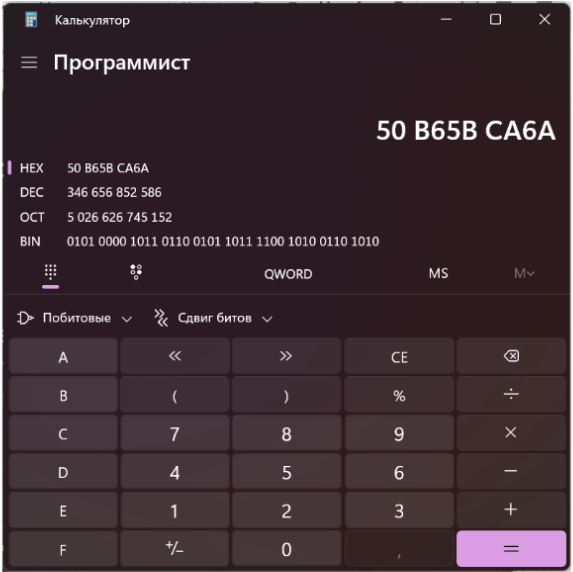 Калькулятор
Программист
50 B65B CA6A
HEX 50 B65B CA6A
DEC 346 656 852 586
OCT 5 026 626 745 152
BIN 0101 0000 1011 0110 0101 1011 1100 1010 0110 1010
QWORD MS M
Побитовые Сдвиг битов
A << >> CE
B ( ) % ÷
C 7 8 9 ×
D 4 5 6 −
E 1 2 3 +
F +/− 0 , =